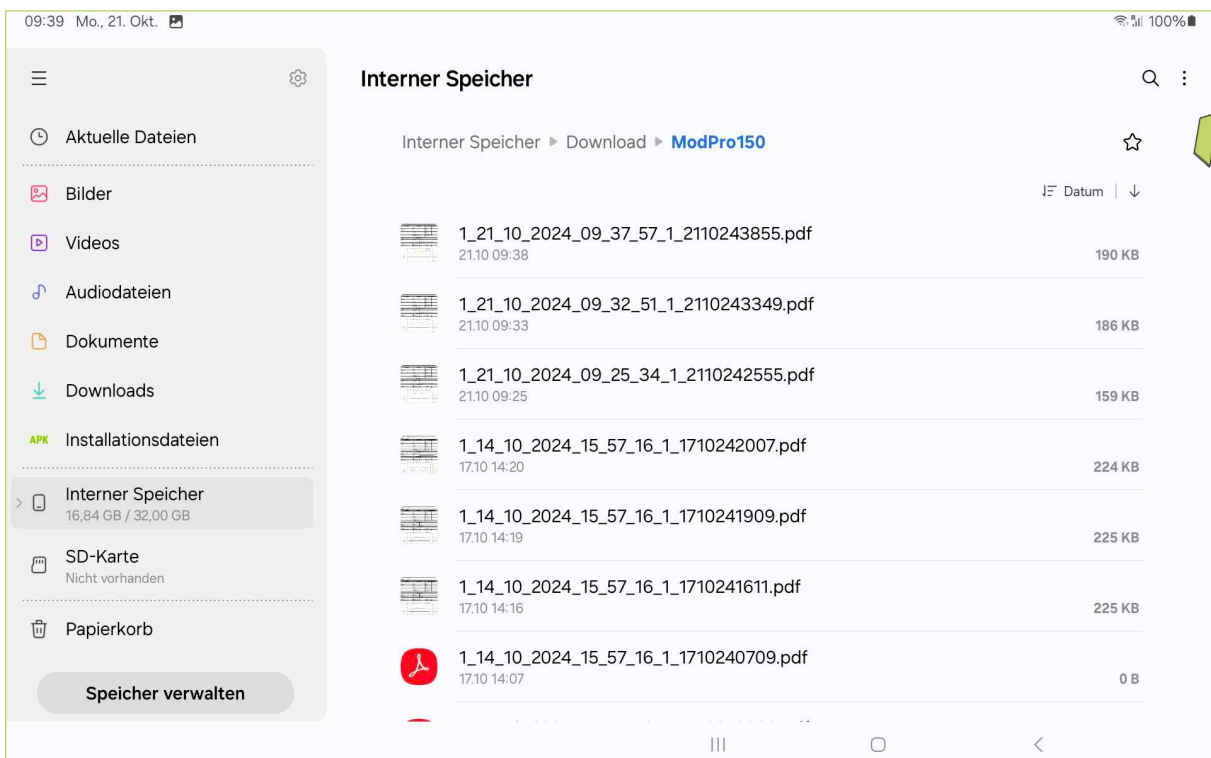 09:39 Mo., 21. Okt. 100%
Interner Speicher
Aktuelle Dateien
Bilder
Videos
Audiodateien
Dokumente
Downloads
APK Installationsdateien
Interner Speicher
16,84 GB / 32,00 GB
SD-Karte
Nicht vorhanden
Papierkorb
Speicher verwalten
Interner Speicher Download ModPro150
Datum
1_21_10_2024_09_37_57_1_2110243855.pdf
21.10 09:38 190 KB
1_21_10_2024_09_32_51_1_2110243349.pdf
21.10 09:33 186 KB
1_21_10_2024_09_25_34_1_2110242555.pdf
21.10 09:25 159 KB
1_14_10_2024_15_57_16_1_1710242007.pdf
17.10 14:20 224 KB
1_14_10_2024_15_57_16_1_1710241909.pdf
17.10 14:19 225 KB
1_14_10_2024_15_57_16_1_1710241611.pdf
17.10 14:16 225 KB
1_14_10_2024_15_57_16_1_1710240709.pdf
17.10 14:07 0 B